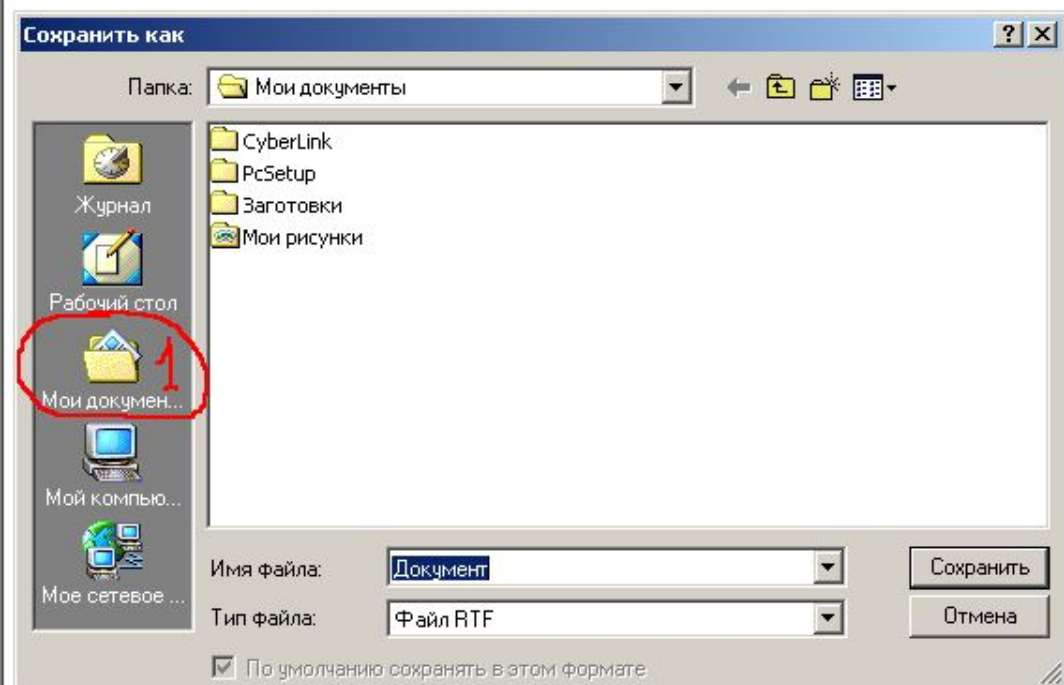 Сохранить как
Папка: Мои документы
CyberLink
PcSetup
Заготовки
Мои рисунки
Журнал
Рабочий стол
1
Мои докумен...
Мой компью...
Мое сетевое ...
Имя файла: Документ Сохранить
Тип файла: Файл RTF Отмена
По умолчанию сохранять в этом формате